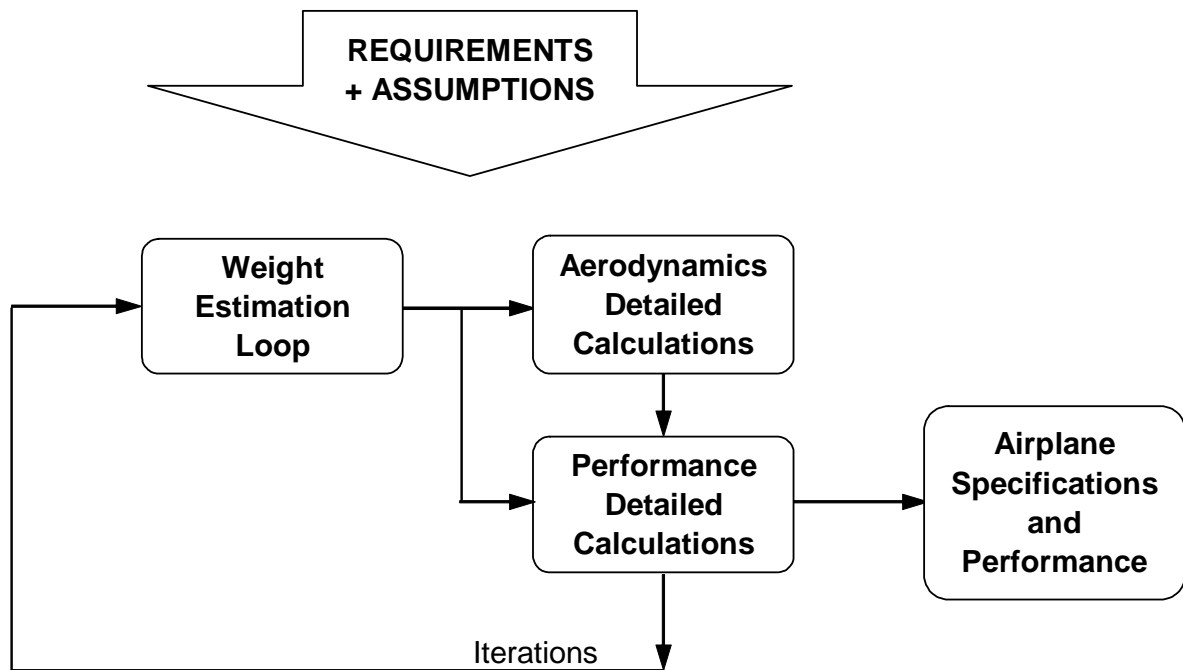 REQUIREMENTS
+ ASSUMPTIONS
Weight
Estimation
Loop
Aerodynamics
Detailed
Calculations
Performance
Detailed
Calculations
Airplane
Specifications
and
Performance
Iterations